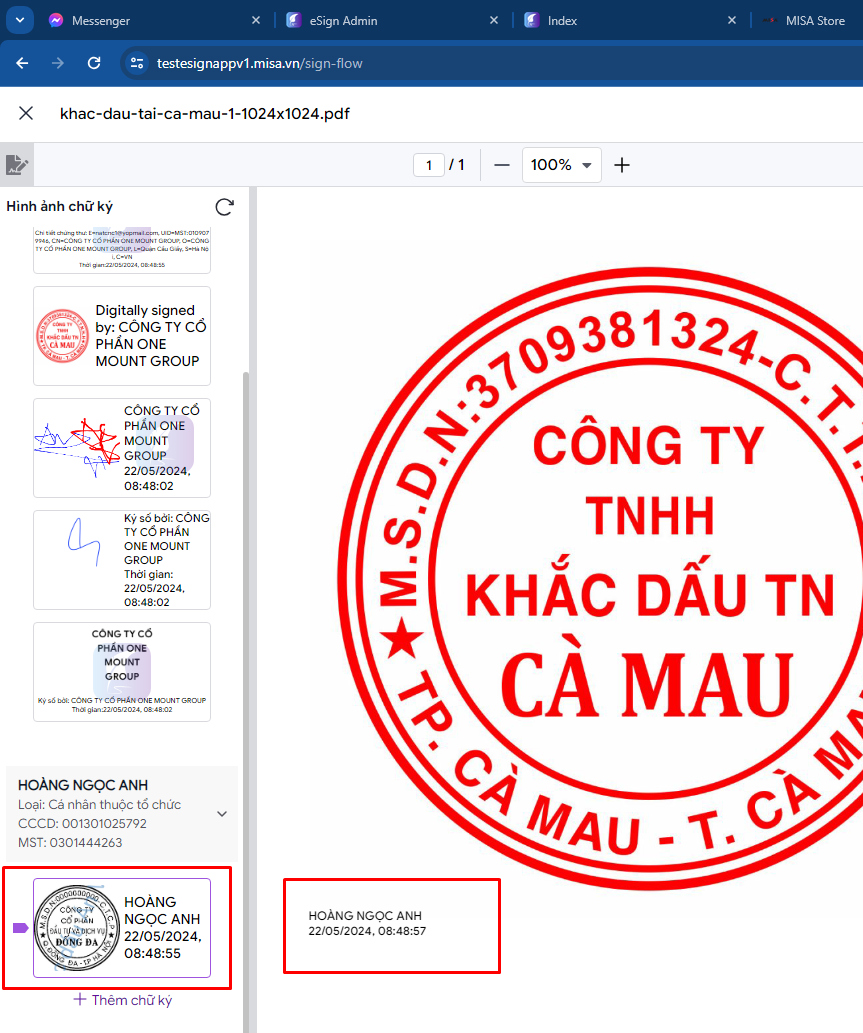 Messenger
eSign Admin
Index
MISA Store
testesignappv1.misa.vn/sign-flow
khac-dau-tai-ca-mau-1-1024x1024.pdf
1 / 1
100%
Hình ảnh chữ ký
Chi tiết chứng thư: E=natcnc1@yopmail.com, UID=MST:010907
9946, CN=CÔNG TY CỔ PHẦN ONE MOUNT GROUP, O=CÔNG
TY CỔ PHẦN ONE MOUNT GROUP, L=Quận Cầu Giấy, S=Hà Nộ
i, C=VN
Thời gian:22/05/2024, 08:48:55
CÔNG TY
TNHH
KHẮC DẤU TN
CÀ MAU
Digitally signed
by: CÔNG TY CỔ
PHẦN ONE
MOUNT GROUP
CÔNG TY CỔ
PHẦN ONE
MOUNT
GROUP
22/05/2024,
08:48:02
Ký số bởi: CÔNG
TY CỔ PHẦN
ONE MOUNT
GROUP
Thời gian:
22/05/2024,
08:48:02
CÔNG TY CỔ
PHẦN ONE
MOUNT
GROUP
Ký số bởi: CÔNG TY CỔ PHẦN ONE MOUNT GROUP
Thời gian:22/05/2024, 08:48:02
HOÀNG NGỌC ANH
Loại: Cá nhân thuộc tổ chức
CCCD: 001301025792
MST: 0301444263
M.S.D.N:0000000000-C.T.C.P
CÔNG TY
CỔ PHẦN
ĐẦU TƯ VÀ DỊCH VỤ
ĐỐNG ĐA
Q ĐỐNG ĐA - TP HÀ NỘI
HOÀNG
NGỌC ANH
22/05/2024,
08:48:55
Thêm chữ ký
M.S.D.N:3709381324-C.T.T
CÔNG TY
TNHH
KHẮC DẤU TN
CÀ MAU
TP. CÀ MAU - T. CÀ MA
HOÀNG NGỌC ANH
22/05/2024, 08:48:57